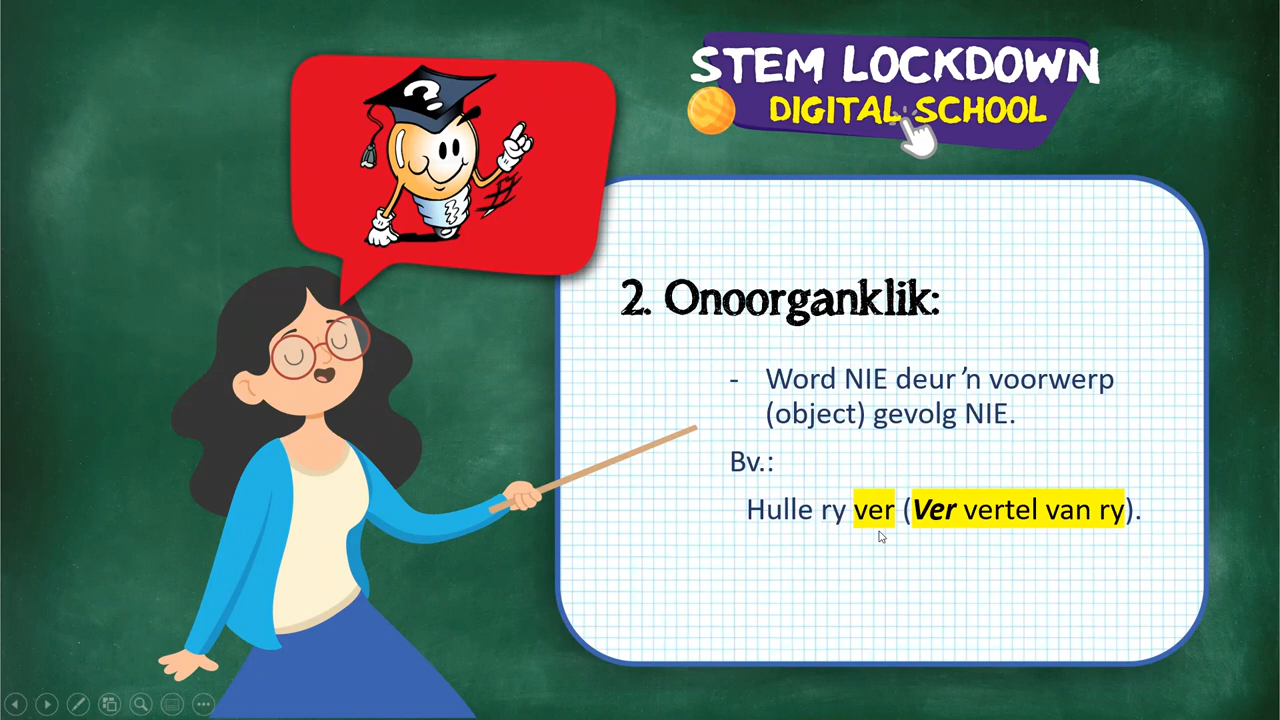 STEM LOCKDOWN
DIGITAL SCHOOL
2. Onoorganklik:
- Word NIE deur 'n voorwerp
(object) gevolg NIE.
Bv.:
Hulle ry ver (Ver vertel van ry).